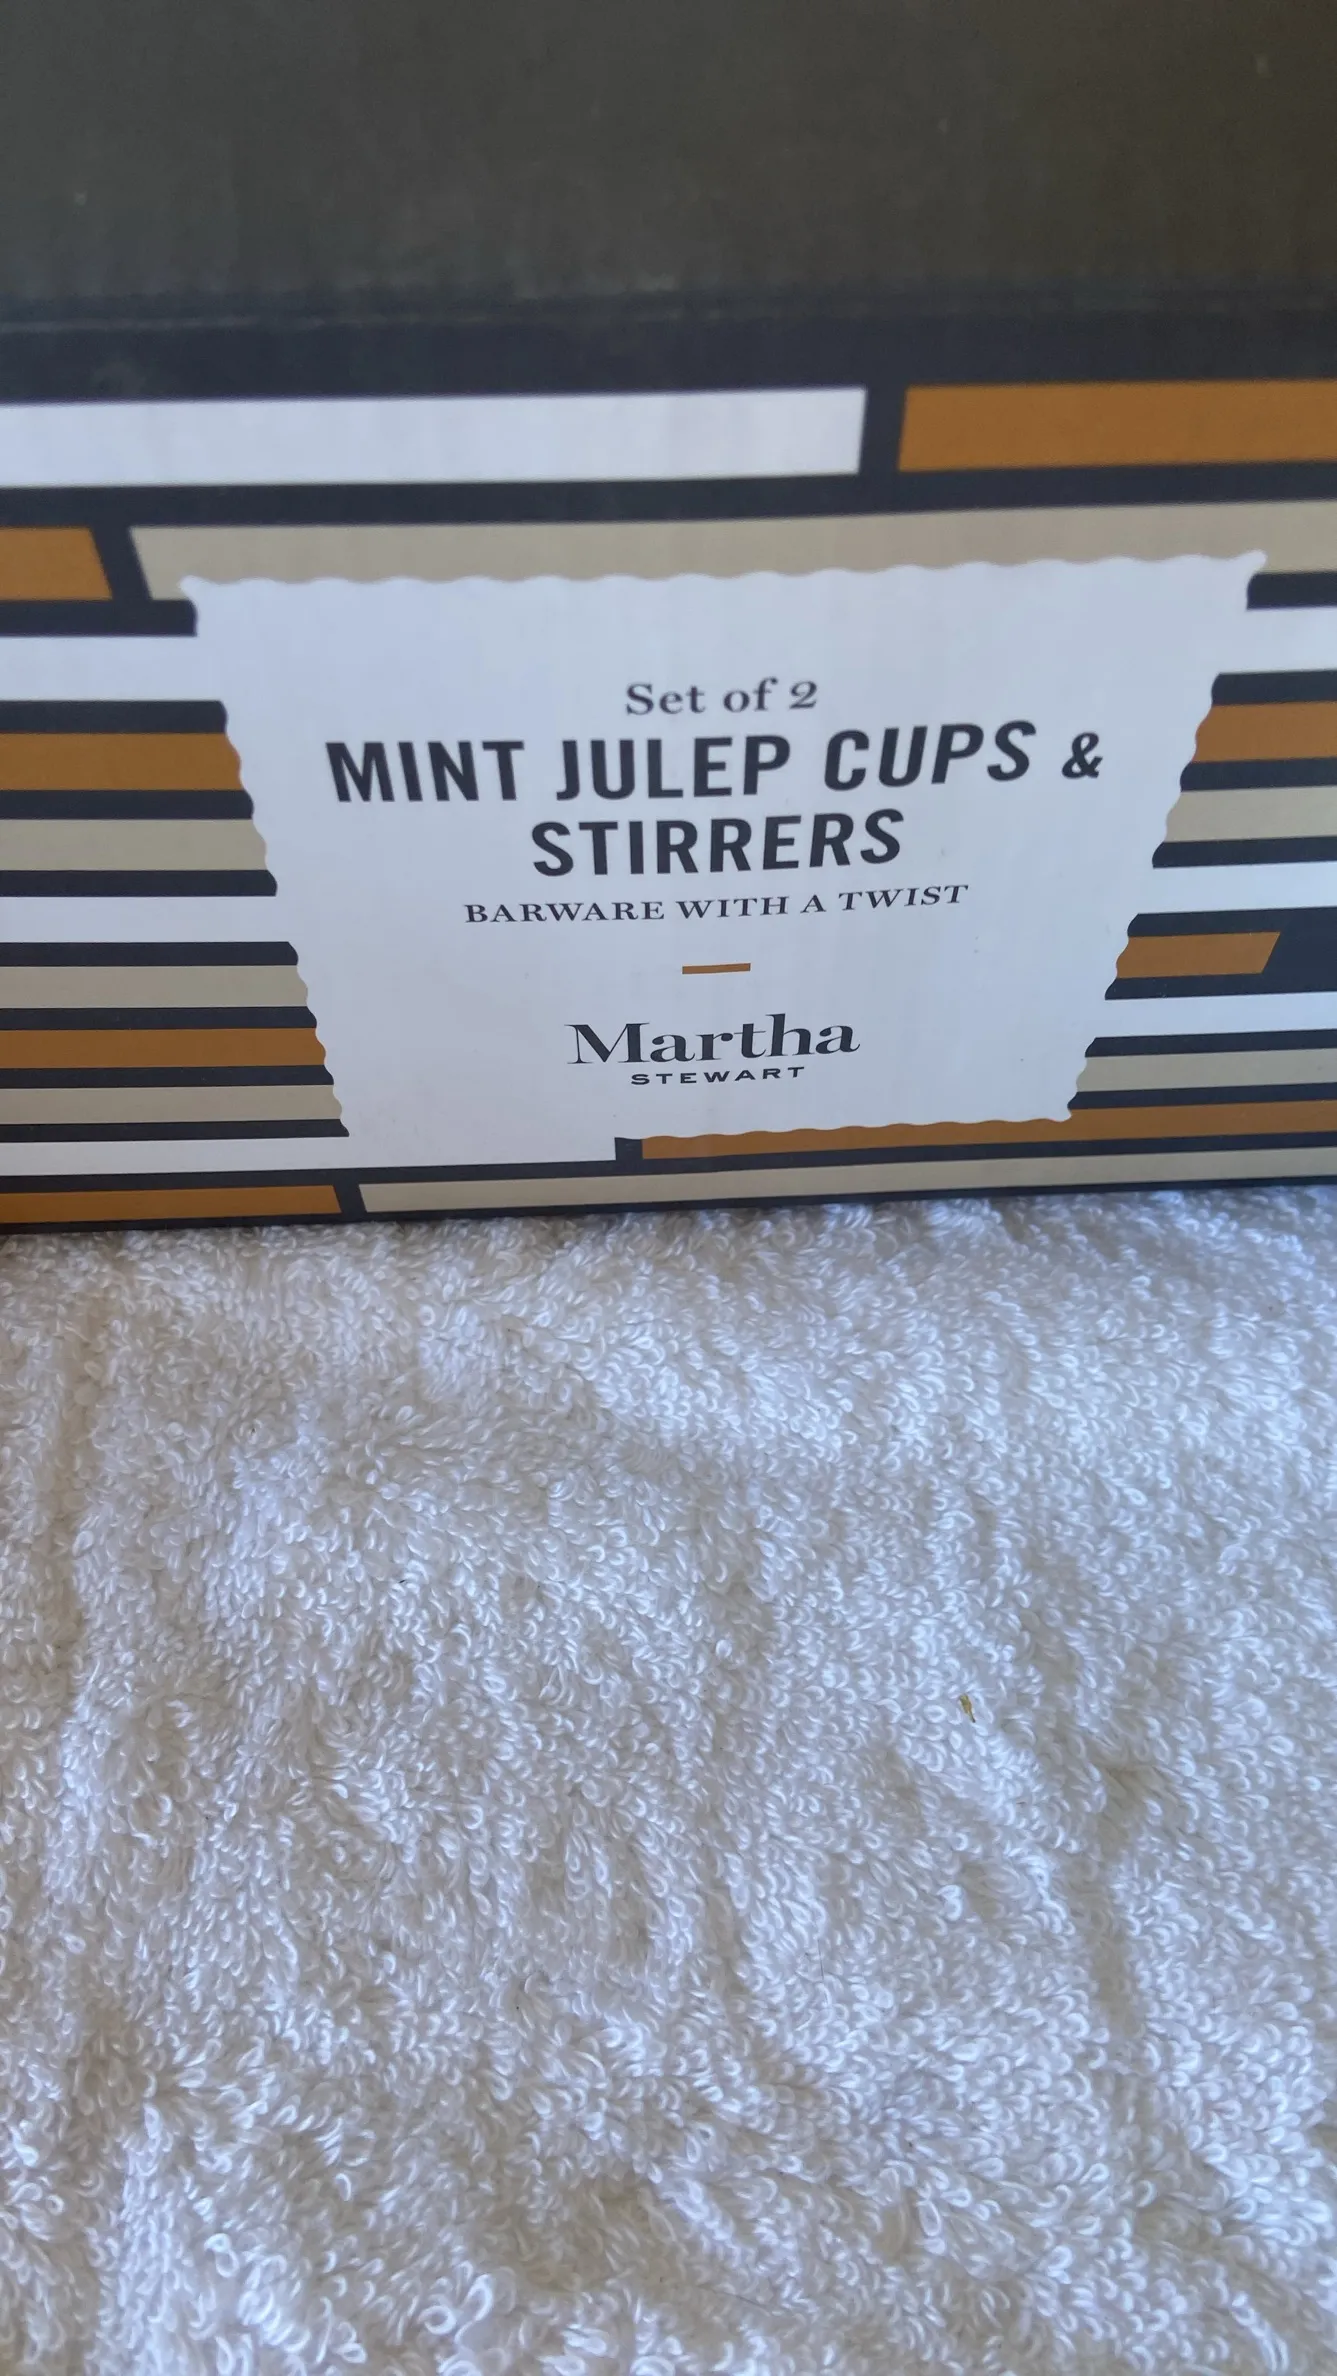 Set of 2
MINT JULEP CUPS &
STIRRERS
BARWARE WITH A TWIST
Martha
STEWART